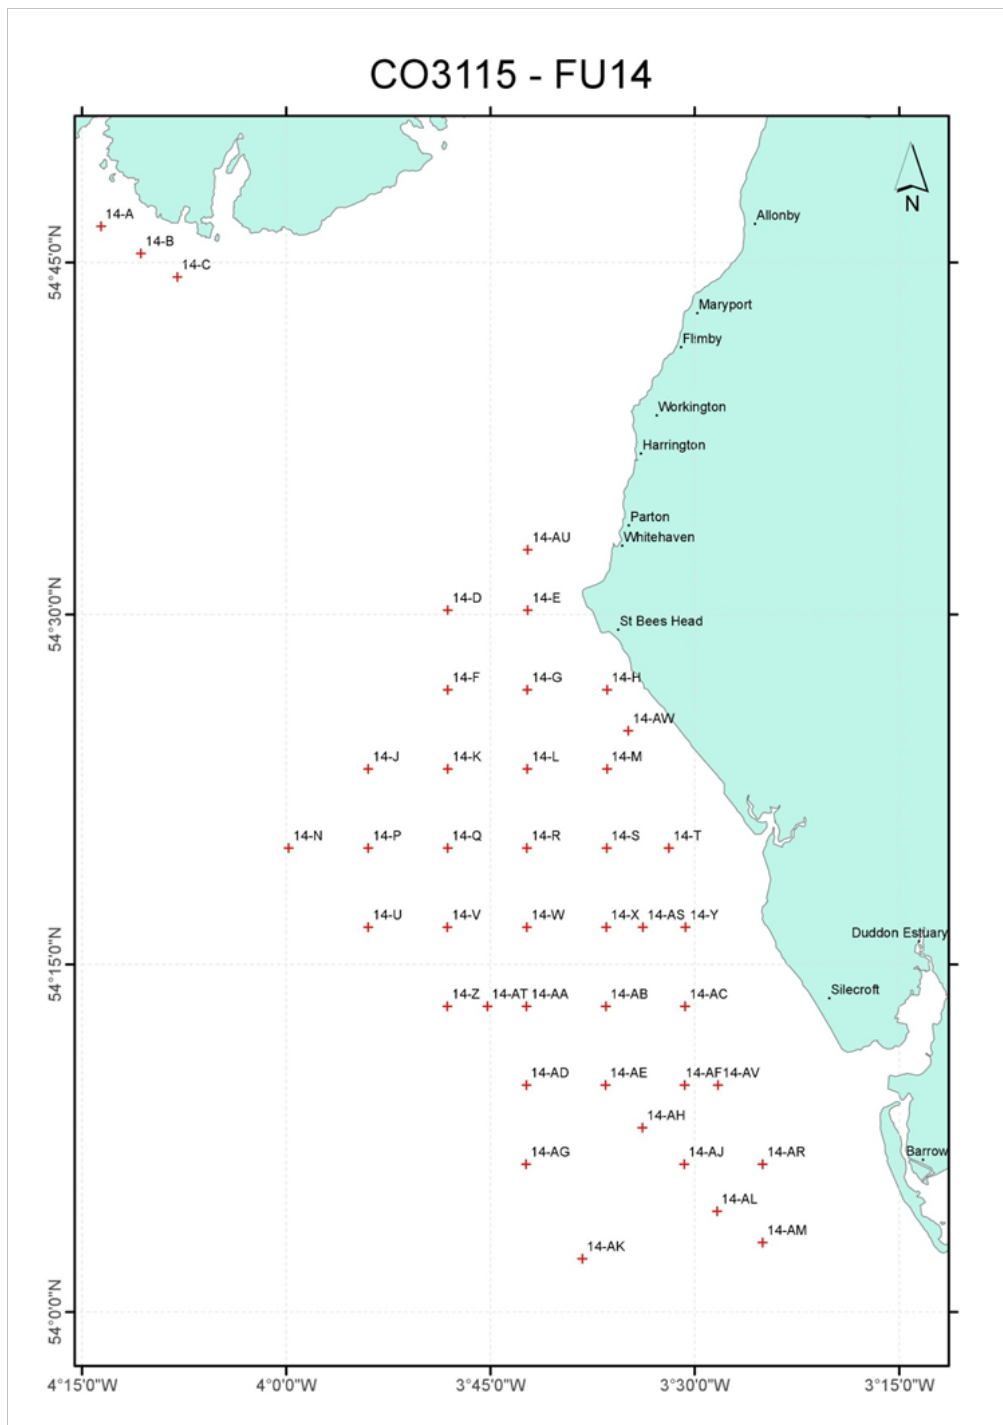 CO3115 - FU14
N
Allonby
14-A
14-B
14-C
54°45'0"N
Maryport
Flimby
Workington
Harrington
Parton
Whitehaven
14-AU
14-D
14-E
54°30'0"N
St Bees Head
14-F
14-G
14-H
14-AW
14-J
14-K
14-L
14-M
14-N
14-P
14-Q
14-R
14-S
14-T
14-U
14-V
14-W
14-X
14-AS
14-Y
Duddon Estuary
54°15'0"N
14-Z
14-AT
14-AA
14-AB
14-AC
Silecroft
14-AD
14-AE
14-AF
14-AV
14-AH
14-AG
14-AJ
14-AR
Barrow
14-AL
14-AM
14-AK
54°0'0"N
4°15'0"W
4°0'0"W
3°45'0"W
3°30'0"W
3°15'0"W